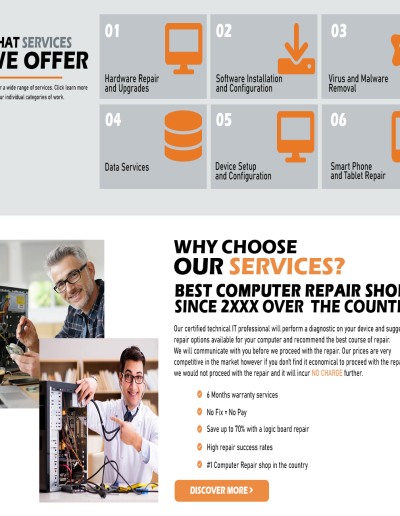 HAT SERVICES
WE OFFER
r a wide range of services. Click learn more
ur individual categories of work.
01
Hardware Repair
and Upgrades
02
Software Installation
and Configuration
03
Virus and Malware
Removal
04
Data Services
05
Device Setup
and Configuration
06
Smart Phone
and Tablet Repair
WHY CHOOSE
OUR SERVICES?
BEST COMPUTER REPAIR SHO
SINCE 2XXX OVER THE COUNT
Our certified technical IT professional will perform a diagnostic on your device and sugge
repair options available for your computer and recommend the best course of repair.
We will communicate with you before we proceed with the repair. Our prices are very
competitive in the market however if you don't find it economical to proceed with the repa
we would not proceed with the repair and it will incur NO CHARGE further.
6 Months warranty services
No Fix = No Pay
Save up to 70% with a logic board repair
High repair success rates
#1 Computer Repair shop in the country
DISCOVER MORE >